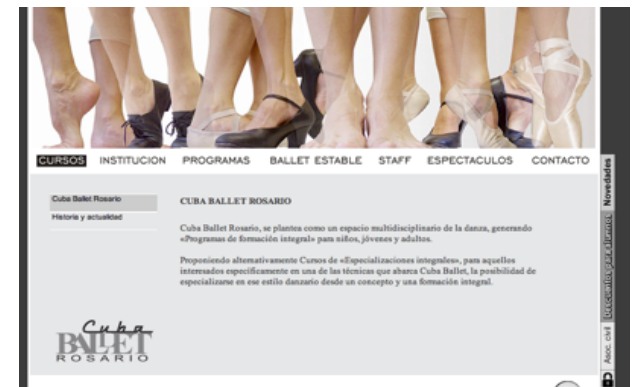 CURSOS INSTITUCION PROGRAMAS BALLET ESTABLE STAFF ESPECTACULOS CONTACTO
Cuba Ballet Rosario
Historia y actualidad
CUBA BALLET ROSARIO
Cuba Ballet Rosario, se plantea como un espacio multidisciplinario de la danza, generando
«Programas de formación integral» para niños, jóvenes y adultos.
Proponiendo alternativamente Cursos de «Especializaciones integrales», para aquellos
interesados específicamente en una de las técnicas que abarca Cuba Ballet, la posibilidad de
especializarse en ese estilo danzario desde un concepto y una formación integral.
Cuba
BALLET
ROSARIO
Novedades
Descuentos para alumnos
Asoc. civil